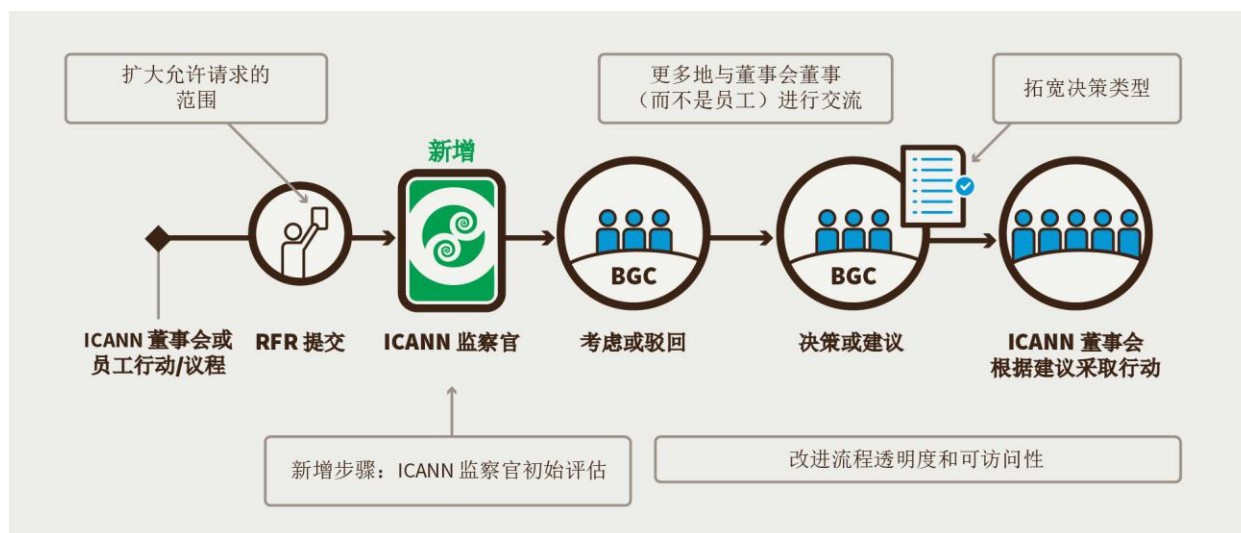 扩大允许请求的
范围
更多地与董事会董事
（而不是员工）进行交流
拓宽决策类型
新增
BGC
BGC
ICANN 董事会或
员工行动/议程
RFR 提交
ICANN 监察官
考虑或驳回
决策或建议
ICANN 董事会
根据建议采取行动
新增步骤：ICANN 监察官初始评估
改进流程透明度和可访问性